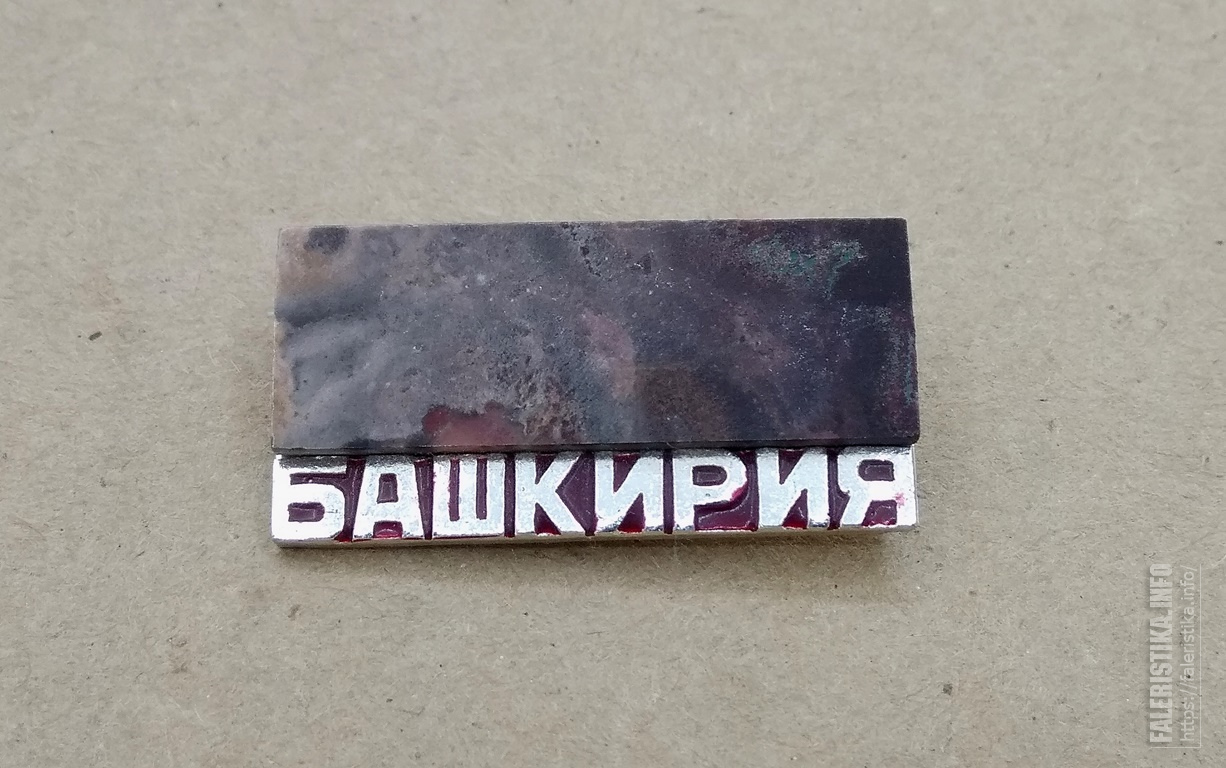 БАШКИРИЯ
FALERISTIKA.INFO
https://faleristika.info/